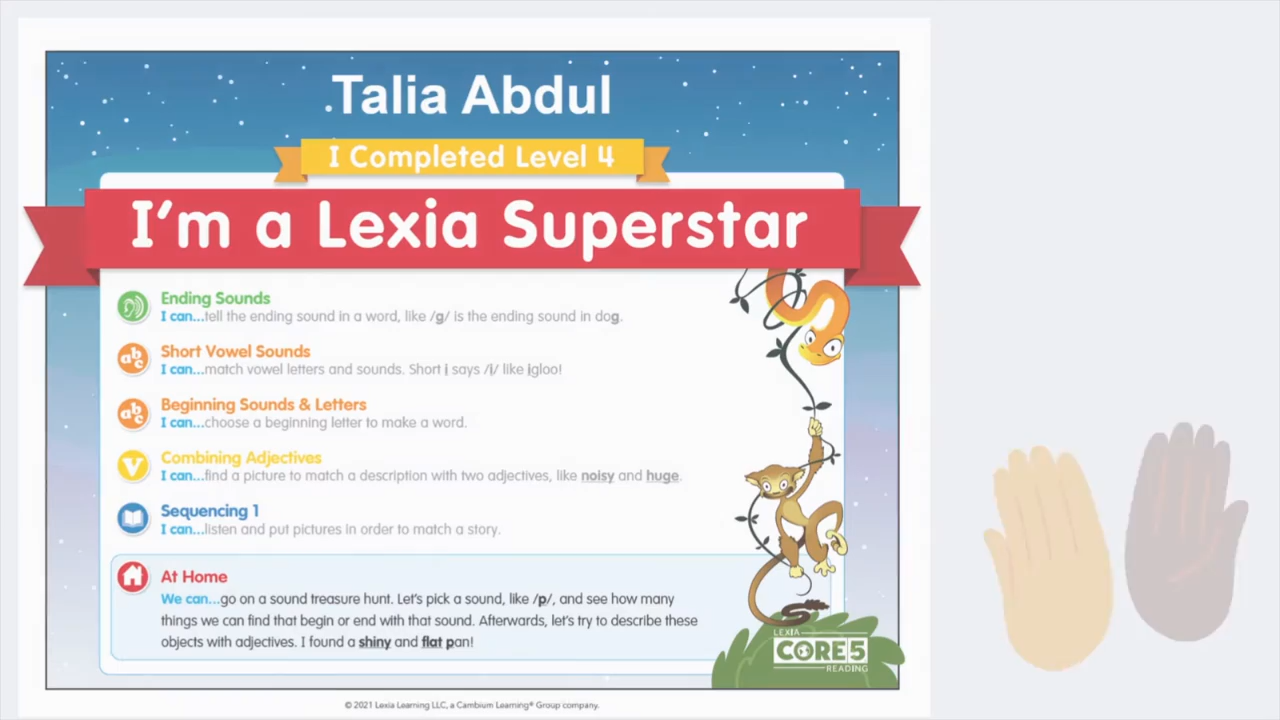 Talia Abdul
I Completed Level 4
I'm a Lexia Superstar
Ending Sounds
I can...tell the ending sound in a word, like /g/ is the ending sound in dog.
abc
Short Vowel Sounds
I can...match vowel letters and sounds. Short i says /i/ like igloo!
abc
Beginning Sounds & Letters
I can...choose a beginning letter to make a word.
V
Combining Adjectives
I can...find a picture to match a description with two adjectives, like noisy and huge.
Sequencing 1
I can...listen and put pictures in order to match a story.
At Home
We can...go on a sound treasure hunt. Let's pick a sound, like /p/, and see how many
things we can find that begin or end with that sound. Afterwards, let's try to describe these
objects with adjectives. I found a shiny and flat pan!
LEXIA
CORE5
READING
© 2021 Lexia Learning LLC, a Cambium Learning® Group company.